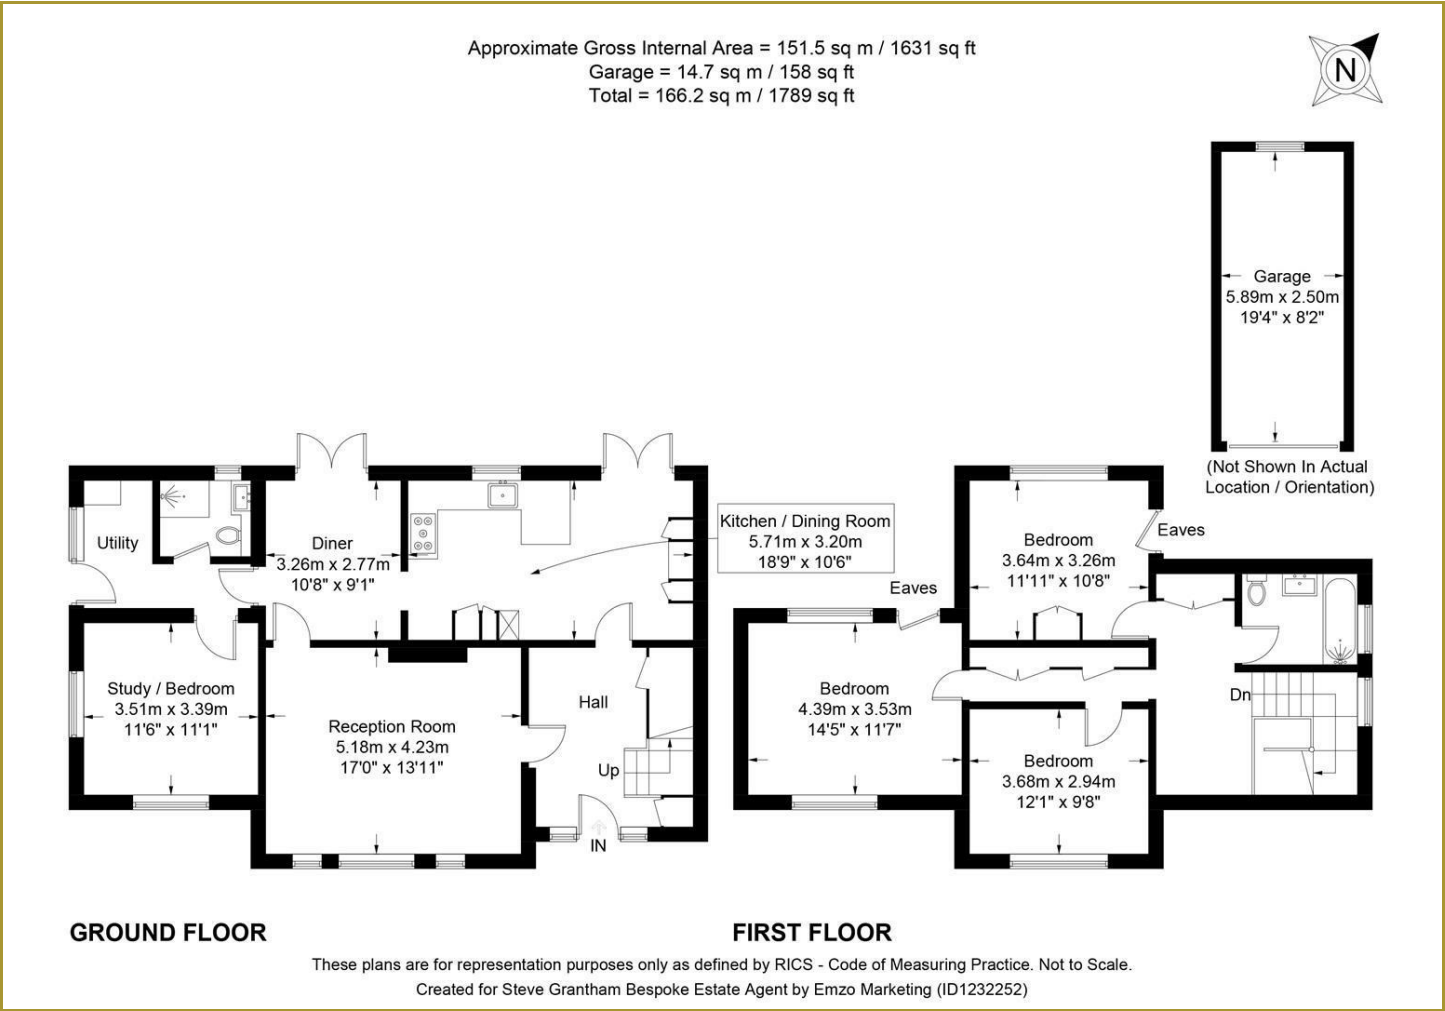 Approximate Gross Internal Area = 151.5 sq m / 1631 sq ft
Garage = 14.7 sq m / 158 sq ft
Total = 166.2 sq m / 1789 sq ft
N
Garage
5.89m x 2.50m
19'4" x 8'2"
(Not Shown In Actual
Location / Orientation)
Utility
Diner
3.26m x 2.77m
10'8" x 9'1"
Kitchen / Dining Room
5.71m x 3.20m
18'9" x 10'6"
Study / Bedroom
3.51m x 3.39m
11'6" x 11'1"
Reception Room
5.18m x 4.23m
17'0" x 13'11"
Hall
Up
IN
Eaves
Bedroom
3.64m x 3.26m
11'11" x 10'8"
Eaves
Bedroom
4.39m x 3.53m
14'5" x 11'7"
Dn
Bedroom
3.68m x 2.94m
12'1" x 9'8"
GROUND FLOOR
FIRST FLOOR
These plans are for representation purposes only as defined by RICS - Code of Measuring Practice. Not to Scale.
Created for Steve Grantham Bespoke Estate Agent by Emzo Marketing (ID1232252)